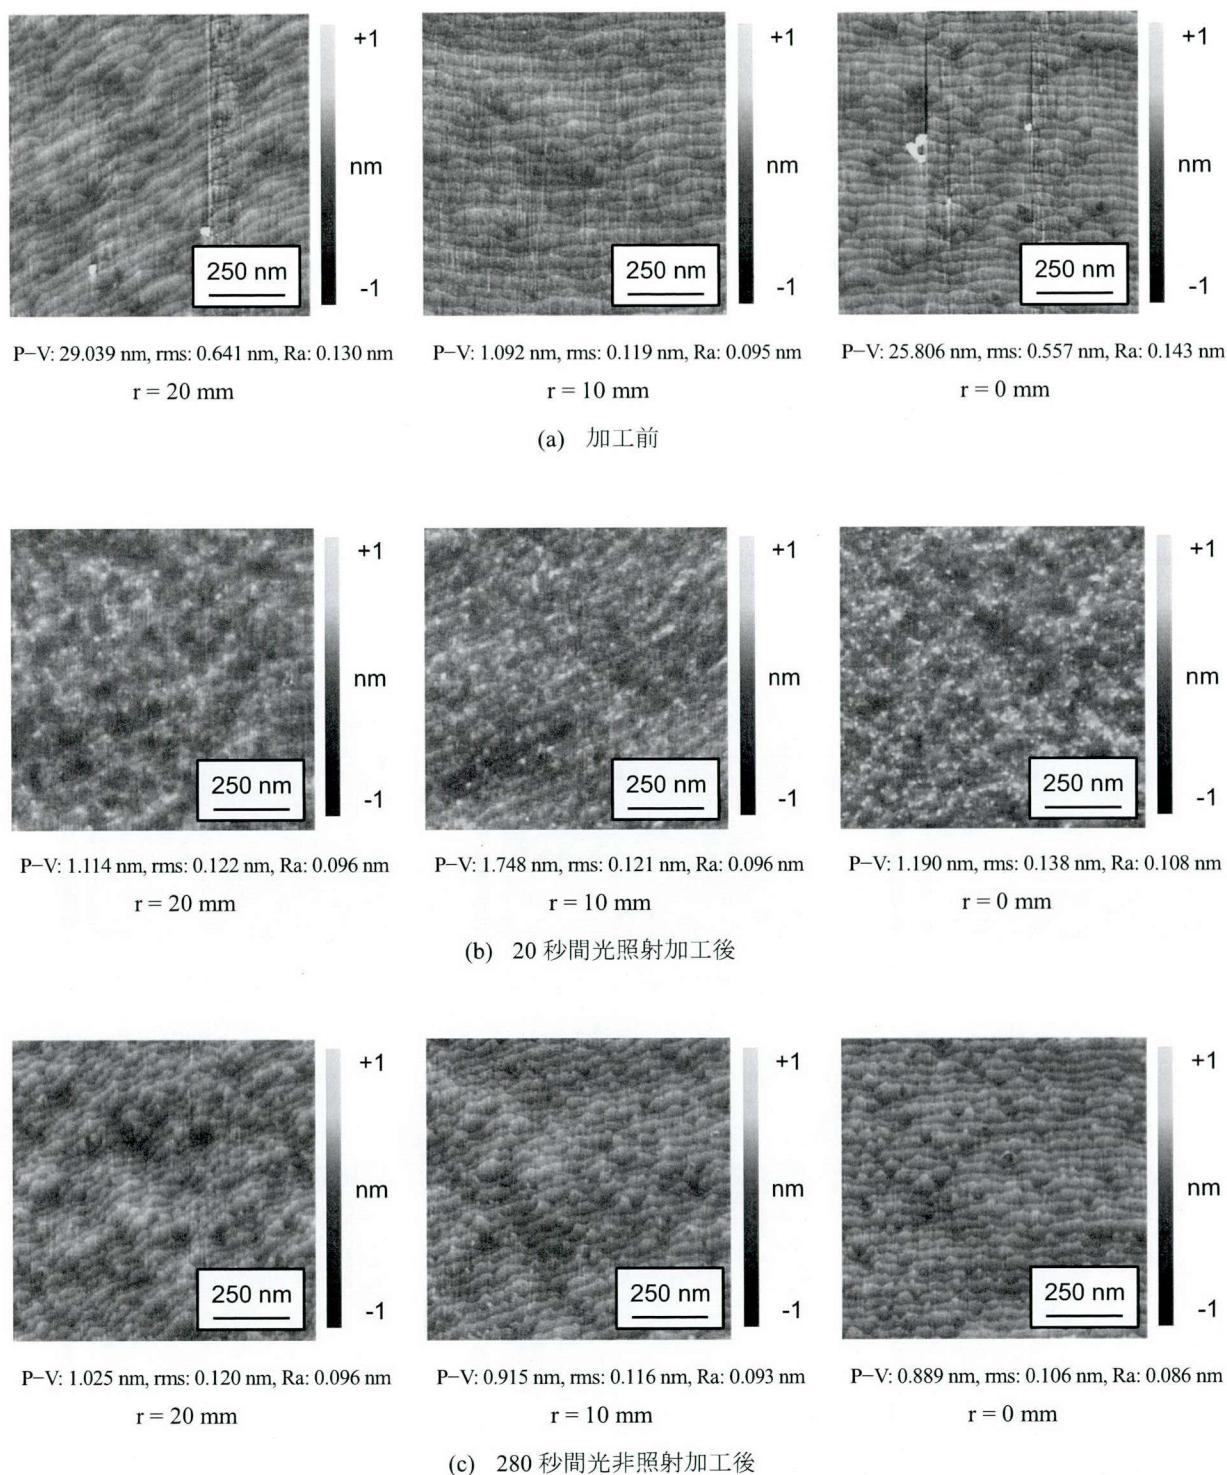 +1 +1 +1
nm nm nm
250 nm 250 nm 250 nm
-1 -1 -1
P−V: 29.039 nm, rms: 0.641 nm, Ra: 0.130 nm P−V: 1.092 nm, rms: 0.119 nm, Ra: 0.095 nm P−V: 25.806 nm, rms: 0.557 nm, Ra: 0.143 nm
r = 20 mm r = 10 mm r = 0 mm
(a) 加工前
+1 +1 +1
nm nm nm
250 nm 250 nm 250 nm
-1 -1 -1
P−V: 1.114 nm, rms: 0.122 nm, Ra: 0.096 nm P−V: 1.748 nm, rms: 0.121 nm, Ra: 0.096 nm P−V: 1.190 nm, rms: 0.138 nm, Ra: 0.108 nm
r = 20 mm r = 10 mm r = 0 mm
(b) 20 秒間光照射加工後
+1 +1 +1
nm nm nm
250 nm 250 nm 250 nm
-1 -1 -1
P−V: 1.025 nm, rms: 0.120 nm, Ra: 0.096 nm P−V: 0.915 nm, rms: 0.116 nm, Ra: 0.093 nm P−V: 0.889 nm, rms: 0.106 nm, Ra: 0.086 nm
r = 20 mm r = 10 mm r = 0 mm
(c) 280 秒間光非照射加工後